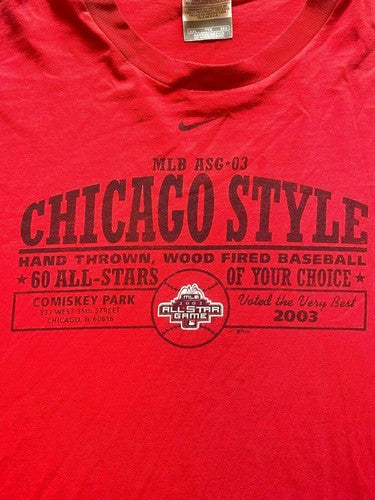 MLB ASG★03
CHICAGO STYLE
HAND THROWN, WOOD FIRED BASEBALL
★ 60 ALL-STARS OF YOUR CHOICE ★
COMISKEY PARK
333 WEST 35th STREET
CHICAGO, IL 60616
MLB
2003
ALL★STAR
GAME
Voted the Very Best
2003